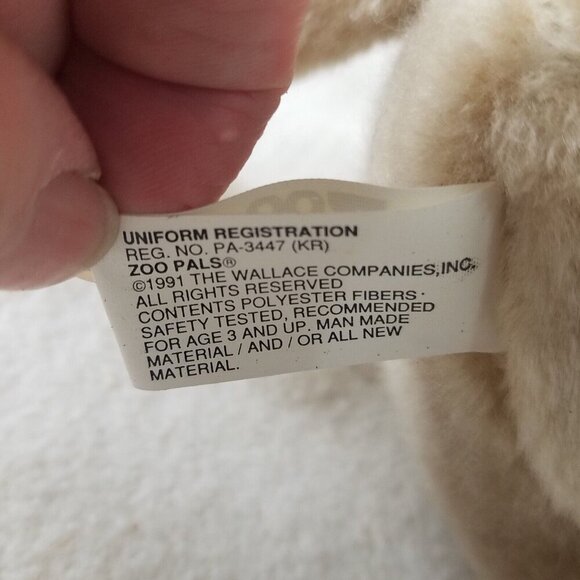 UNIFORM REGISTRATION
REG. NO. PA-3447 (KR)
ZOO PALS®
©1991 THE WALLACE COMPANIES, INC.
ALL RIGHTS RESERVED
CONTENTS POLYESTER FIBERS.
SAFETY TESTED, RECOMMENDED
FOR AGE 3 AND UP. MAN MADE
MATERIAL / AND / OR ALL NEW
MATERIAL.